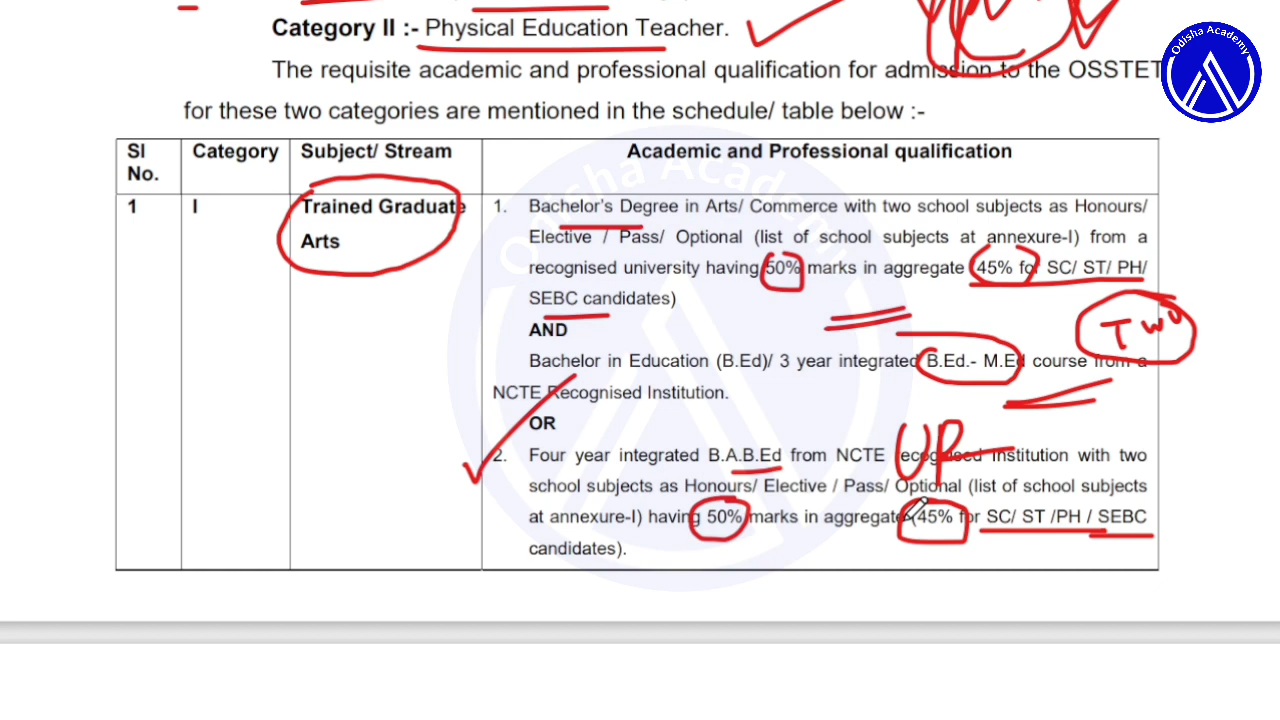 Category II :- Physical Education Teacher.
The requisite academic and professional qualification for admission to the OSSTET
for these two categories are mentioned in the schedule/ table below :-
Odisha Academy
Sl No. Category Subject/ Stream Academic and Professional qualification
1 I Trained Graduate Arts
1. Bachelor's Degree in Arts/ Commerce with two school subjects as Honours/
Elective / Pass/ Optional (list of school subjects at annexure-I) from a
recognised university having 50% marks in aggregate (45% for SC/ ST/ PH/
SEBC candidates)
Two
AND
Bachelor in Education (B.Ed)/ 3 year integrated B.Ed.- M.Ed course from a
NCTE Recognised Institution.
OR
UP
2. Four year integrated B.A.B.Ed from NCTE recognised Institution with two
school subjects as Honours/ Elective / Pass/ Optional (list of school subjects
at annexure-I) having 50% marks in aggregate (45% for SC/ ST /PH / SEBC
candidates).
Odisha Academy